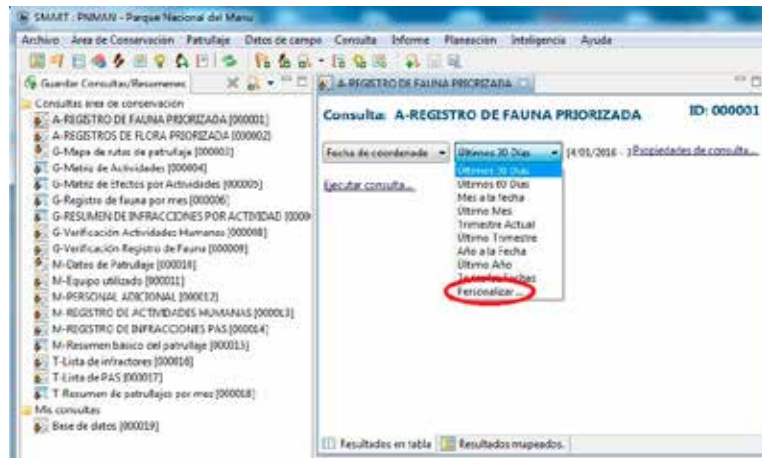 SMART : PNMAN - Parque Nacional del Manu
Archivo Area de Conservación Patrullaje Datos de campo Consulta Informe Planeación Inteligencia Ayuda
Guardar Consultas/Resumenes
A-REGISTRO DE FAUNA PRIORIZADA
Consultas área de conservación
A-REGISTRO DE FAUNA PRIORIZADA [000001]
A-REGISTROS DE FLORA PRIORIZADA [000002]
G-Mapa de rutas de patrullaje [000003]
G-Matriz de Actividades [000004]
G-Matriz de Efectos por Actividades [000005]
G-Registro de fauna por mes [000006]
G-RESUMEN DE INFRACCIONES POR ACTIVIDAD [0000
G-Verificación Actividades Humanas [000008]
G-Verificación Registro de Fauna [000009]
M-Datos de Patrullaje [000010]
M-Equipo utilizado [000011]
M-PERSONAL ADICIONAL [000012]
M-REGISTRO DE ACTIVIDADES HUMANAS [000013]
M-REGISTRO DE INFRACCIONES PAS [000014]
M-Resumen básico del patrullaje [000015]
T-Lista de infractores [000016]
T-Lista de PAS [000017]
T Resumen de patrullajes por mes [000018]
Mis consultas
Base de datos [000019]
Consulta: A-REGISTRO DE FAUNA PRIORIZADA ID: 000001
Fecha de coordenada Últimos 30 Días [4/01/2016 - ] Propiedades de consulta...
Ejecutar consulta...
Últimos 30 Días
Últimos 60 Días
Mes a la fecha
Último Mes
Trimestre Actual
Último Trimestre
Año a la Fecha
Último Año
Fechas
Personalizar ...
Resultados en tabla Resultados mapeados.